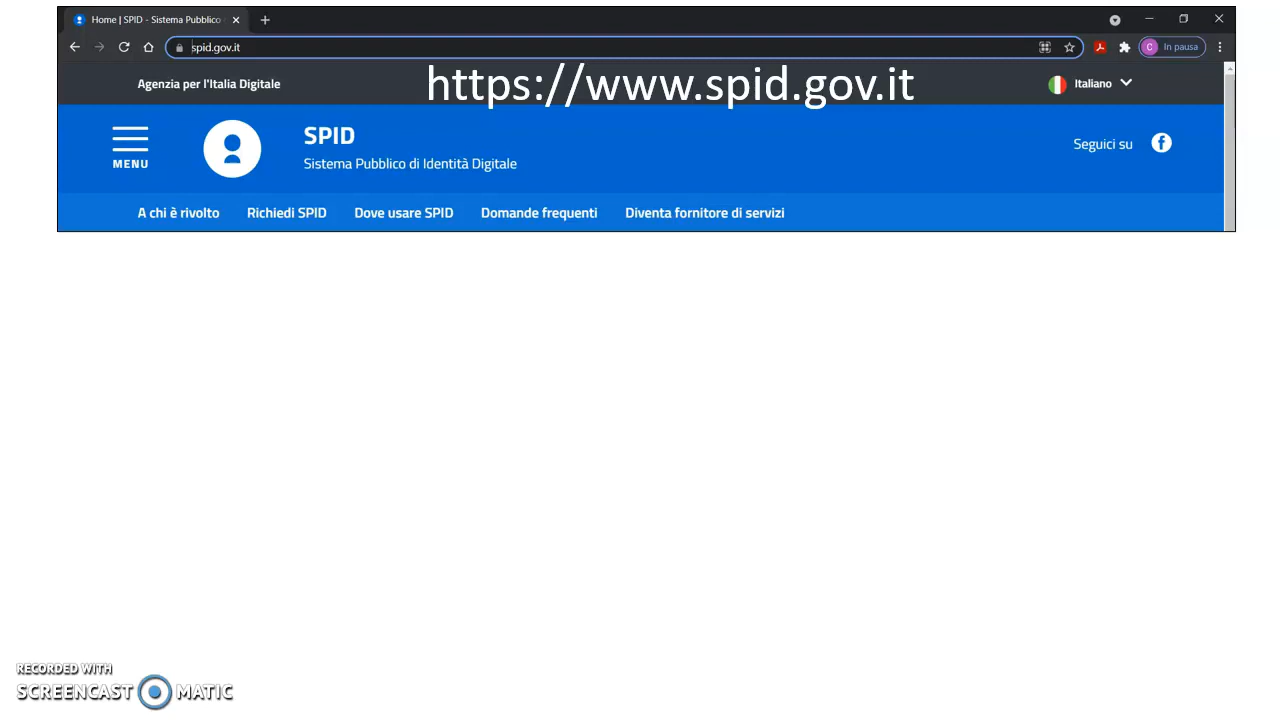 Home | SPID - Sistema Pubblico
spid.gov.it
C In pausa
Agenzia per l'Italia Digitale
https://www.spid.gov.it
Italiano
MENU
SPID
Sistema Pubblico di Identità Digitale
Seguici su
A chi è rivolto
Richiedi SPID
Dove usare SPID
Domande frequenti
Diventa fornitore di servizi
RECORDED WITH
SCREENCAST MATIC